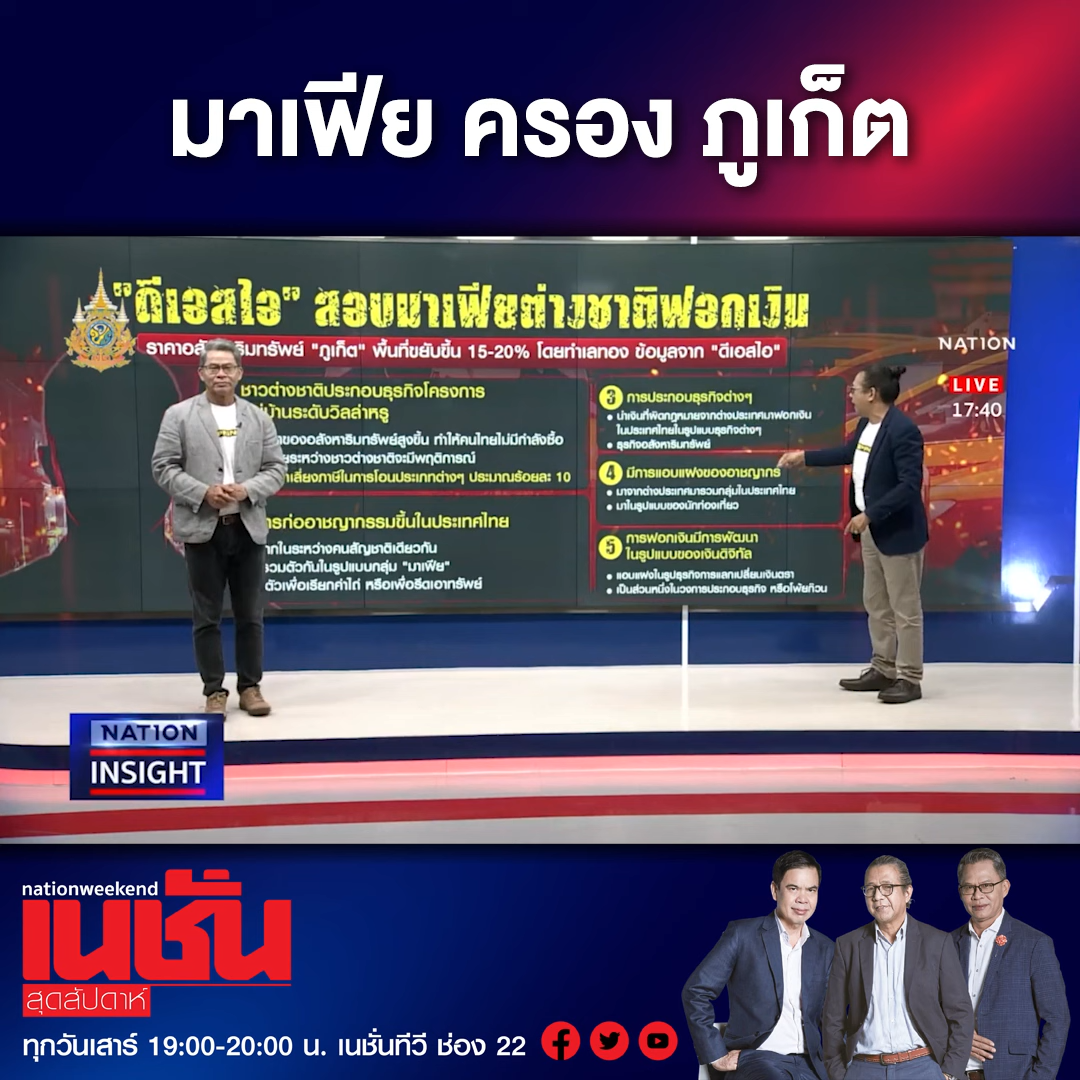 มาเฟีย ครอง ภูเก็ต
"ดีเอสไอ" สอบมาเฟียต่างชาติฟอกเงิน
ริมทรัพย์ "ภูเก็ต" พื้นที่ขยับขึ้น 15-20% โดยทำเลทอง ข้อมูลจาก "ดีเอสไอ"
ชาวต่างชาติประกอบธุรกิจโครงการ
บ้านระดับวิลล่าหรู
ของอสังหาริมทรัพย์สูงขึ้น ทำให้คนไทยไม่มีกำลังซื้อ
ระหว่างชาวต่างชาติจะมีพฤติการณ์
เลี่ยงภาษีในการโอนประเภทต่างๆ ประมาณร้อยละ 10
ก่ออาชญากรรมขึ้นในประเทศไทย
ในระหว่างคนสัญชาติเดียวกัน
รวมตัวกันในรูปแบบกลุ่ม "มาเฟีย"
ตัวเพื่อเรียกค่าไถ่ หรือเพื่อรีดเอาทรัพย์
3 การประกอบธุรกิจต่างๆ
• นำเงินที่ผิดกฎหมายจากต่างประเทศมาฟอกเงิน
ในประเทศไทยในรูปแบบธุรกิจต่างๆ
• ธุรกิจอสังหาริมทรัพย์
4 มีการแอบแฝงของอาชญากร
• มาจากต่างประเทศมารวมกลุ่มในประเทศไทย
• มาในรูปแบบของนักท่องเที่ยว
5 การฟอกเงินมีการพัฒนา
ในรูปแบบของเงินดิจิทัล
• แอบแฝงในรูปธุรกิจการแลกเปลี่ยนเงินตรา
• เป็นส่วนหนึ่งในวงการประกอบธุรกิจ หรือโพ้ยก๊วน
NATION
LIVE
17:40
NATION
INSIGHT
nationweekend
เนชั่น
สุดสัปดาห์
ทุกวันเสาร์ 19:00-20:00 น. เนชั่นทีวี ช่อง 22